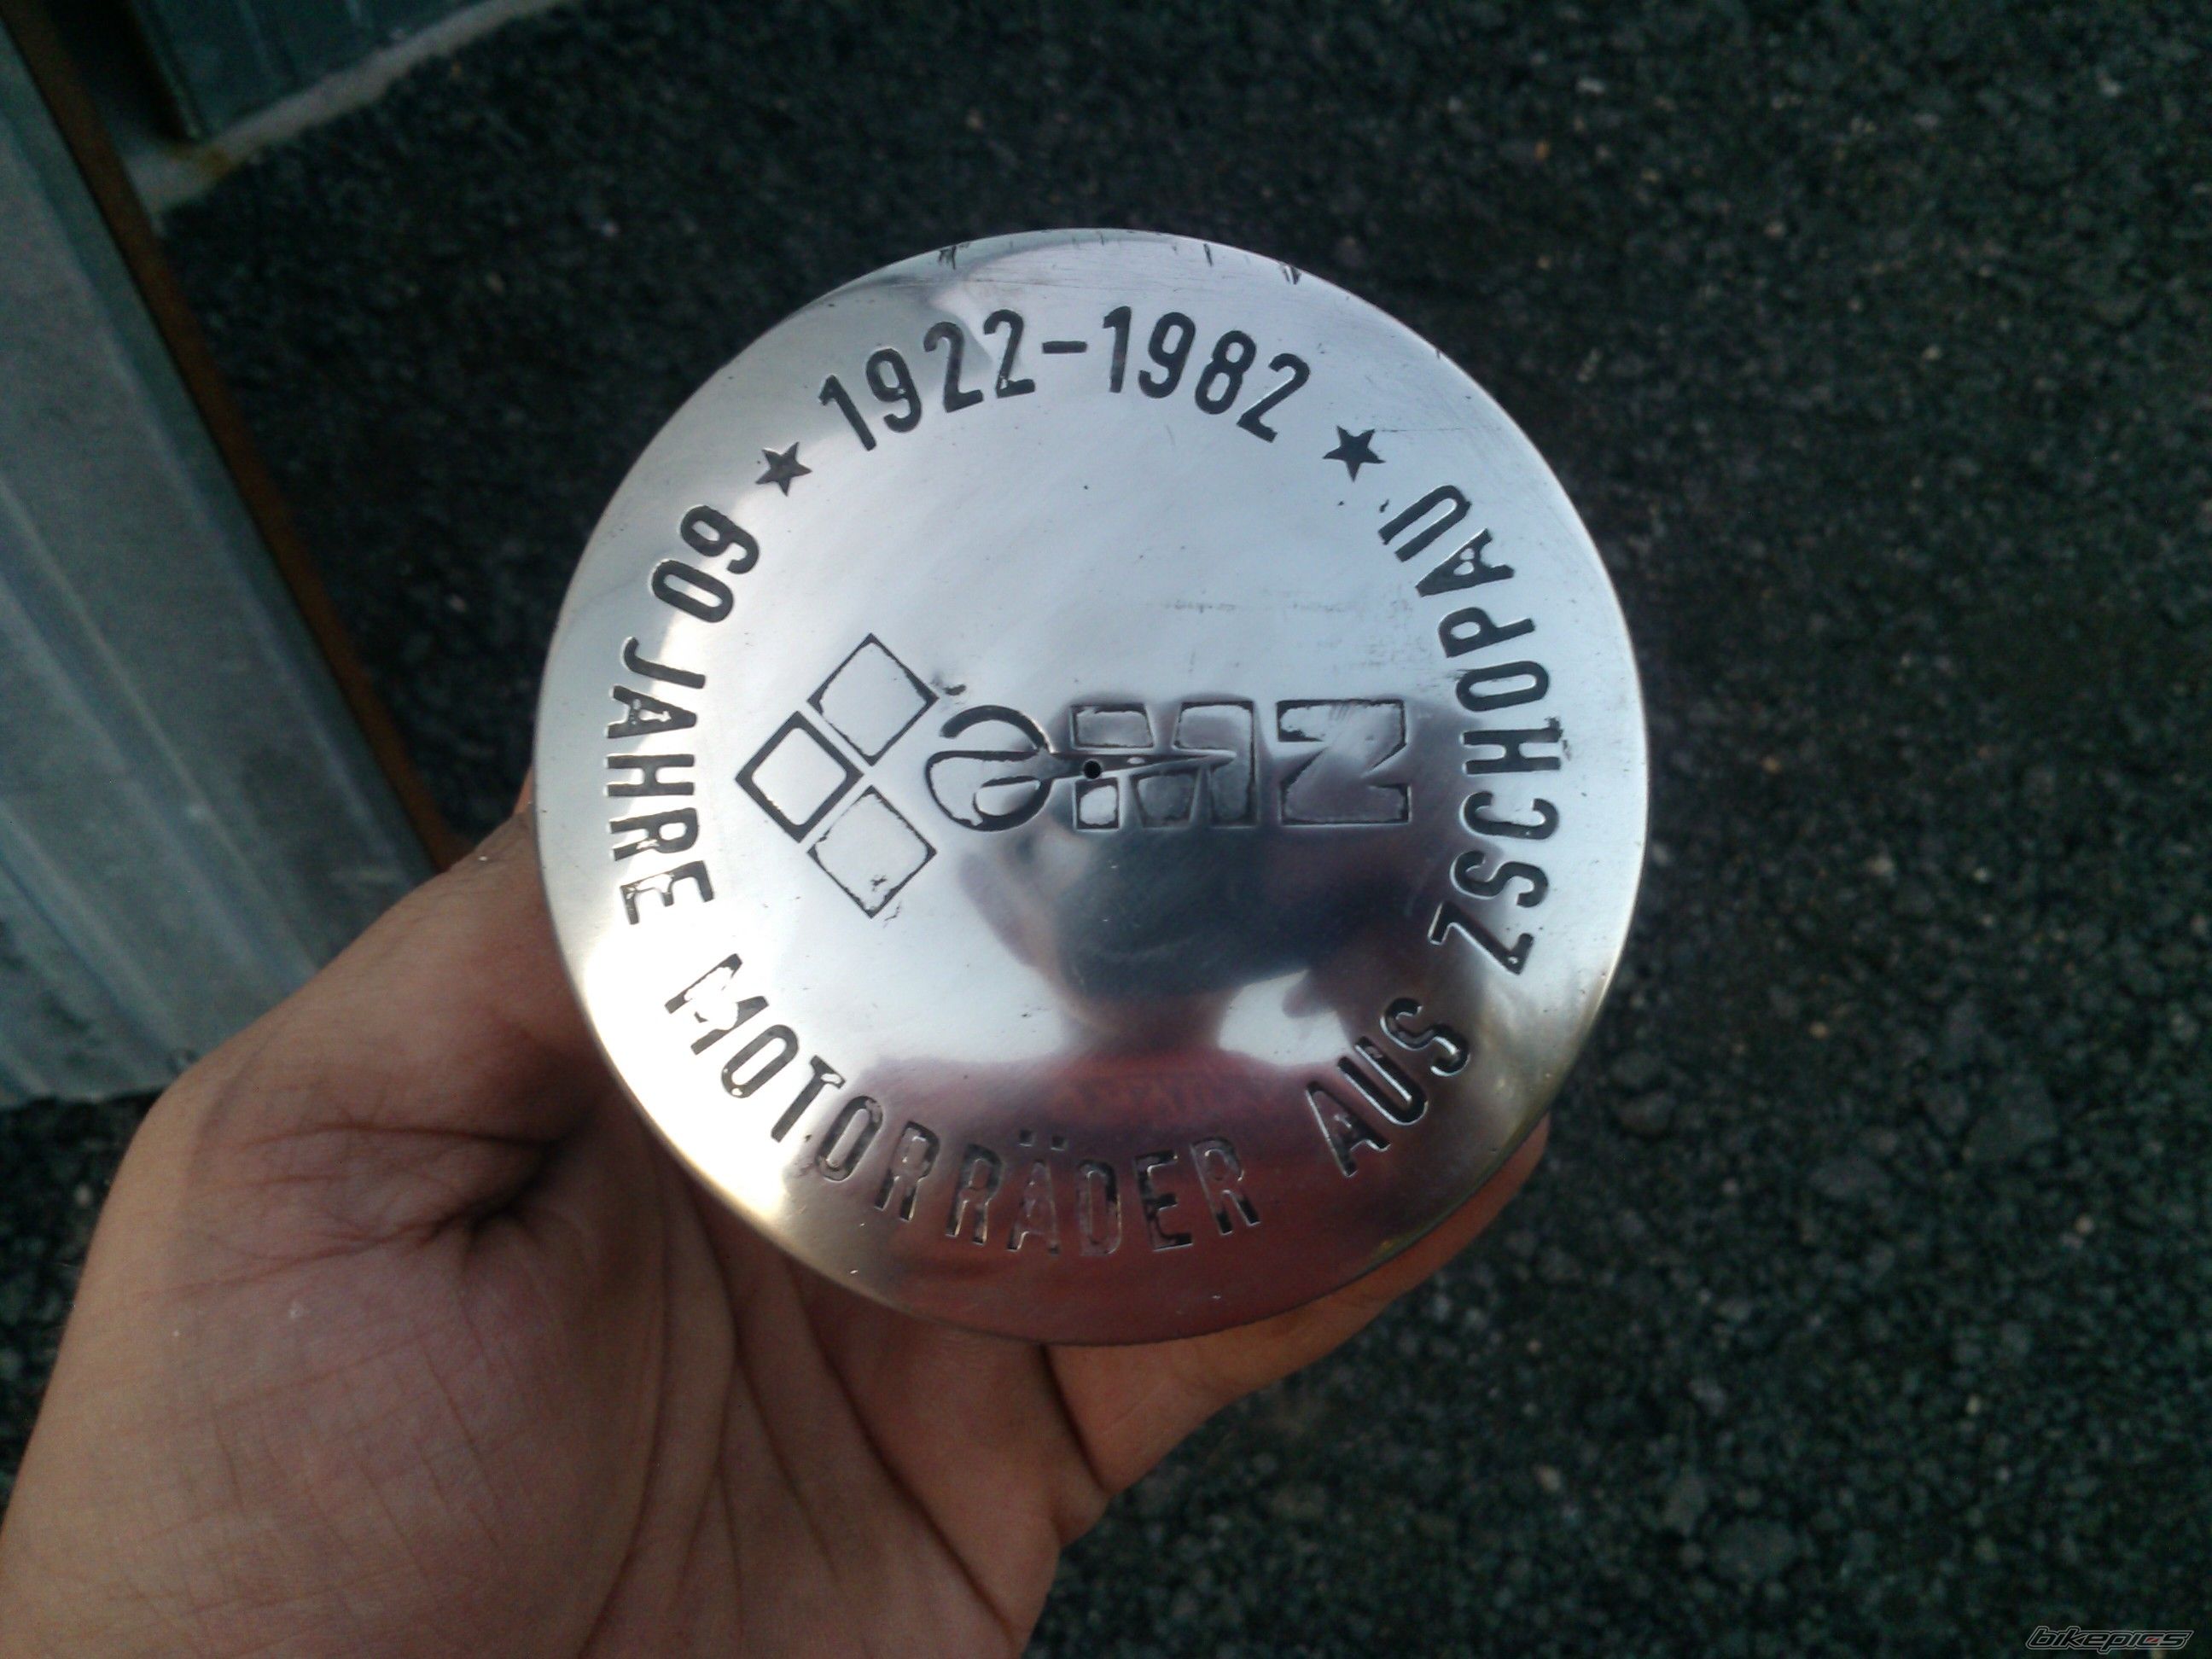 ★ 1922-1982 ★
60 JAHRE MOTORRÄDER AUS ZSCHOPAU
MZ
bikepics